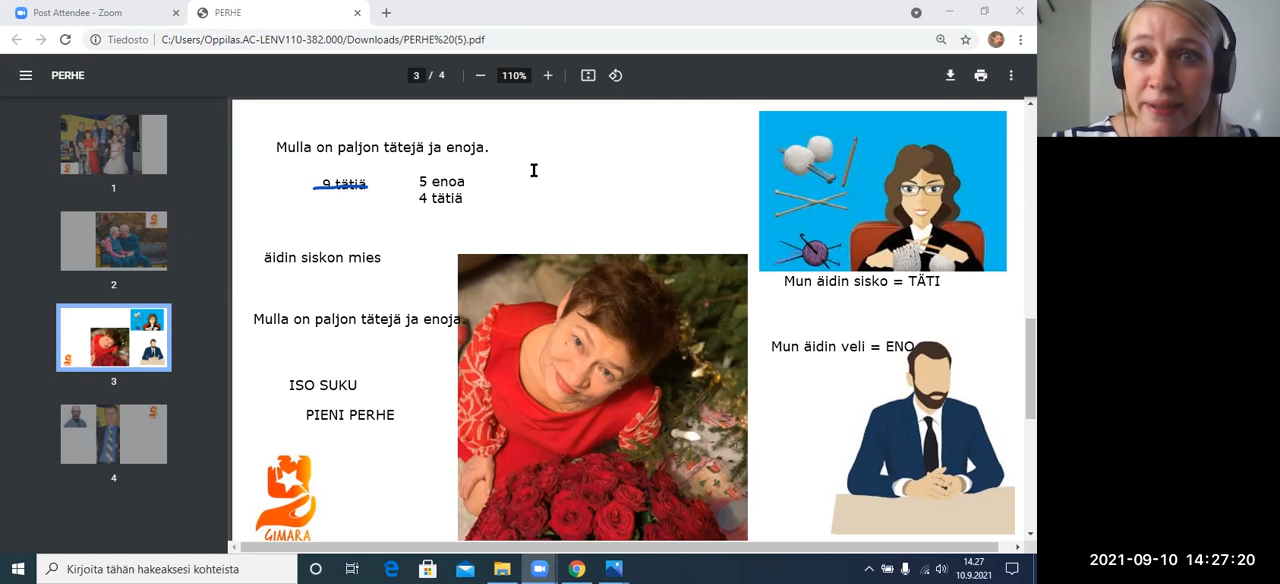 Post Attendee - Zoom
PERHE
Tiedosto
C:/Users/Oppilas.AC-LENV110-382.000/Downloads/PERHE%20(5).pdf
PERHE
3 / 4
110%
1
2
3
4
Mulla on paljon tätejä ja enoja.
9 tätiä
5 enoa
4 tätiä
äidin siskon mies
Mun äidin sisko = TÄTI
Mulla on paljon tätejä ja enoja.
Mun äidin veli = ENO
ISO SUKU
PIENI PERHE
GIMARA
Kirjoita tähän hakeaksesi kohteista
14.27
10.9.2021
2021-09-10 14:27:20